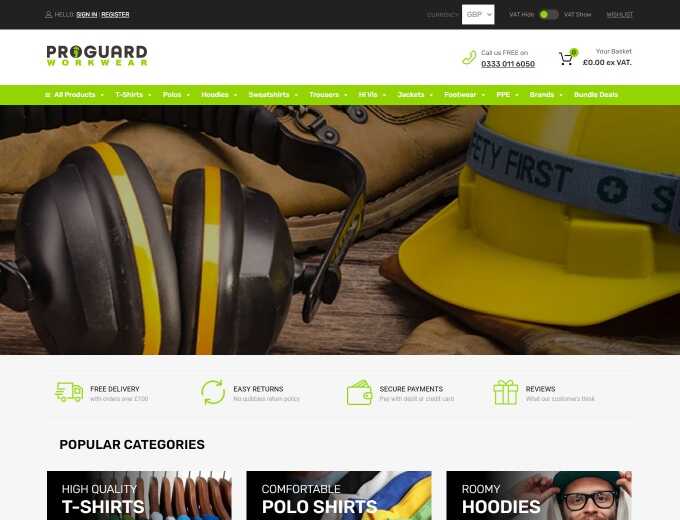 HELLO. SIGN IN | REGISTER
CURRENCY GBP
VAT Hide VAT Show
WISHLIST
PROGUARD
WORKWEAR
Call us FREE on
0333 011 6050
0
Your Basket
£0.00 ex VAT.
All Products T-Shirts Polos Hoodies Sweatshirts Trousers Hi Vis Jackets Footwear PPE Brands Bundle Deals
SAFETY FIRST S
FREE DELIVERY
with orders over £100
EASY RETURNS
No quibbles return policy
SECURE PAYMENTS
Pay with debit or credit card
REVIEWS
What our customers think
POPULAR CATEGORIES
HIGH QUALITY
T-SHIRTS
COMFORTABLE
POLO SHIRTS
ROOMY
HOODIES